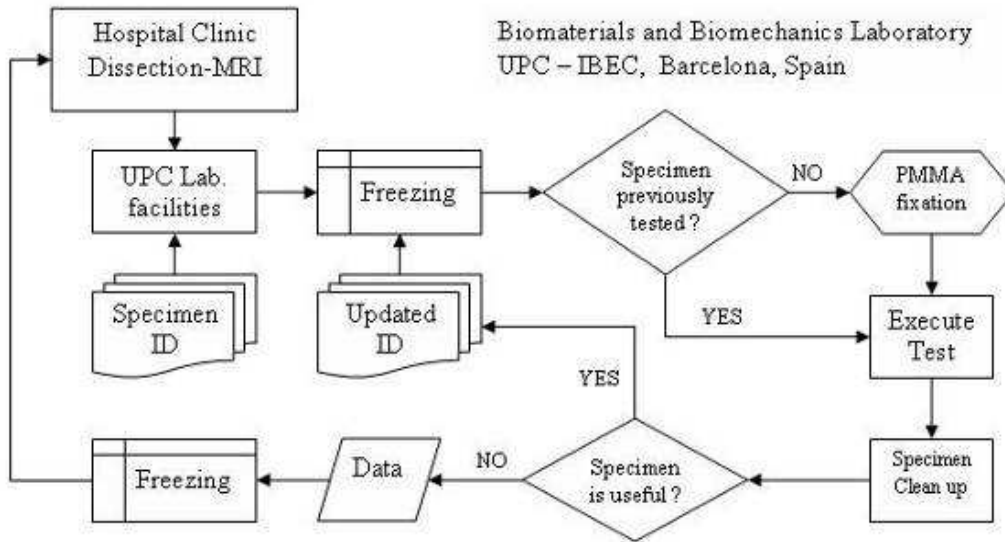 Hospital Clinic
Dissection-MRI
Biomaterials and Biomechanics Laboratory
UPC – IBEC, Barcelona, Spain
UPC Lab.
facilities
Freezing
Specimen
previously
tested ?
NO
PMMA
fixation
Specimen
ID
Updated
ID
YES
Execute
Test
YES
Freezing
Data
NO
Specimen
is useful ?
Specimen
Clean up